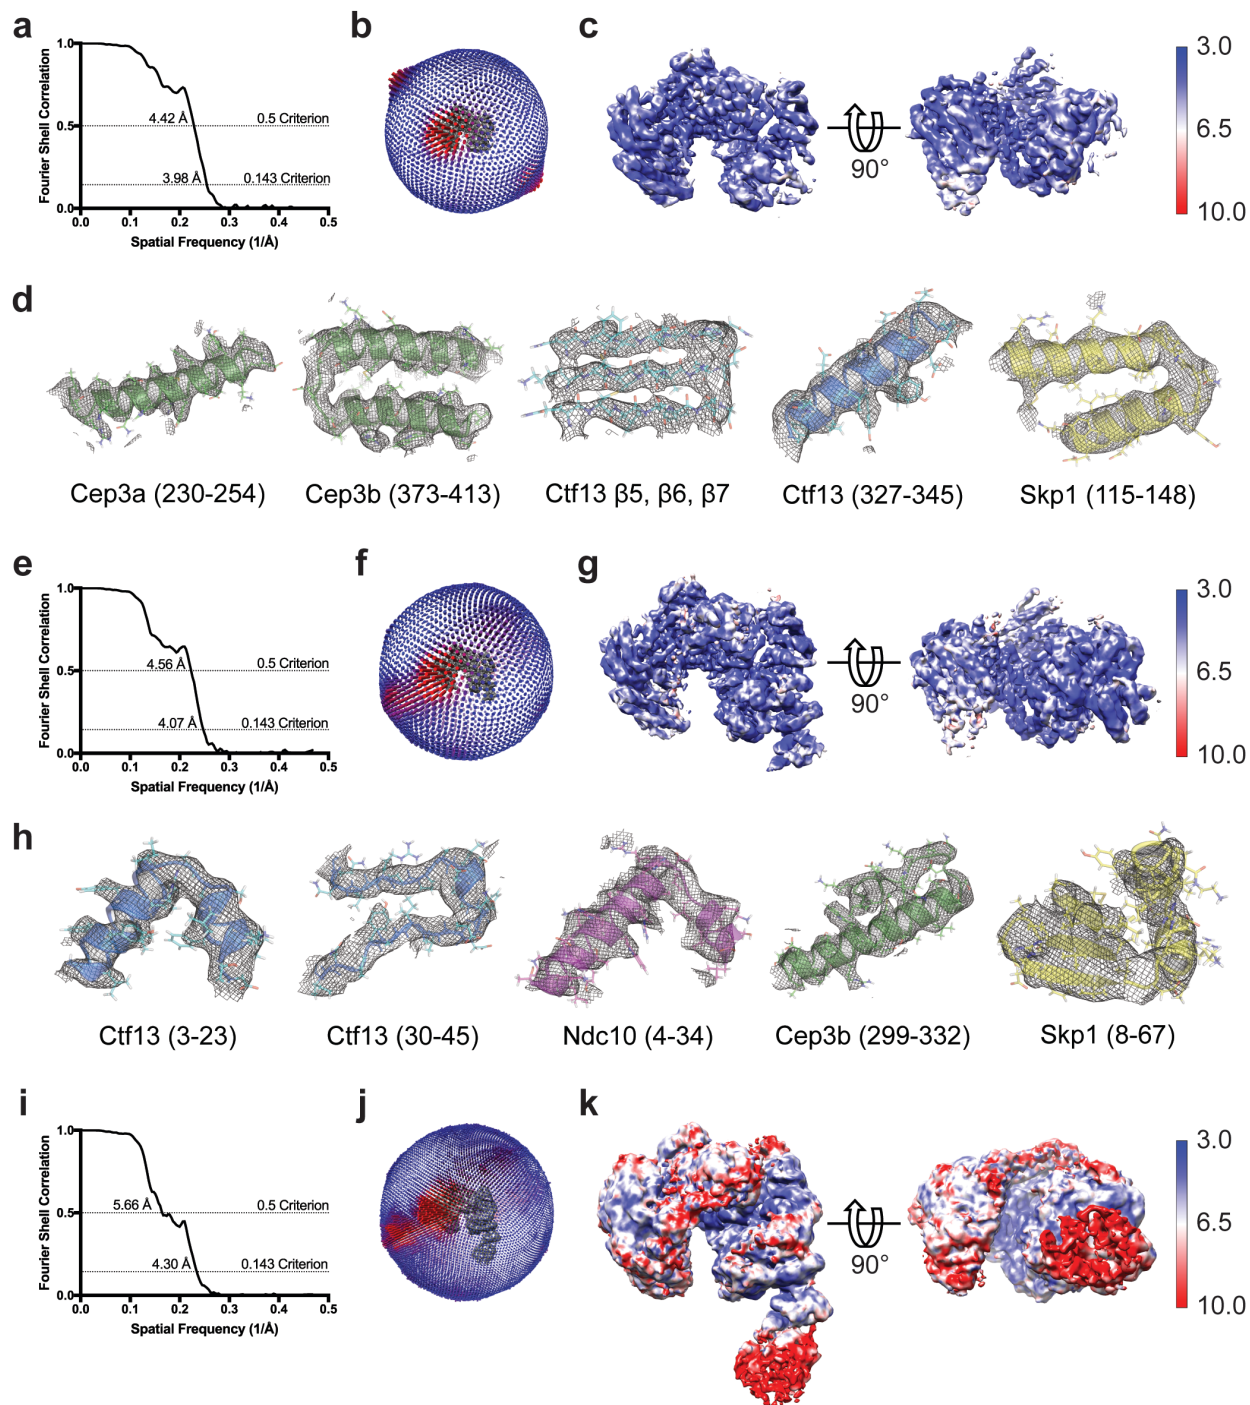 a
b
c
Fourier Shell Correlation
1.0
0.5
0.0
4.42 Å
0.5 Criterion
3.98 Å
0.143 Criterion
0.0 0.1 0.2 0.3 0.4 0.5
Spatial Frequency (1/Å)
90°
3.0
6.5
10.0
d
Cep3a (230-254)
Cep3b (373-413)
Ctf13 β5, β6, β7
Ctf13 (327-345)
Skp1 (115-148)
e
f
g
Fourier Shell Correlation
1.0
0.5
0.0
4.56 Å
0.5 Criterion
4.07 Å
0.143 Criterion
0.0 0.1 0.2 0.3 0.4 0.5
Spatial Frequency (1/Å)
90°
3.0
6.5
10.0
h
Ctf13 (3-23)
Ctf13 (30-45)
Ndc10 (4-34)
Cep3b (299-332)
Skp1 (8-67)
i
j
k
Fourier Shell Correlation
1.0
0.5
0.0
5.66 Å
0.5 Criterion
4.30 Å
0.143 Criterion
0.0 0.1 0.2 0.3 0.4 0.5
Spatial Frequency (1/Å)
90°
3.0
6.5
10.0